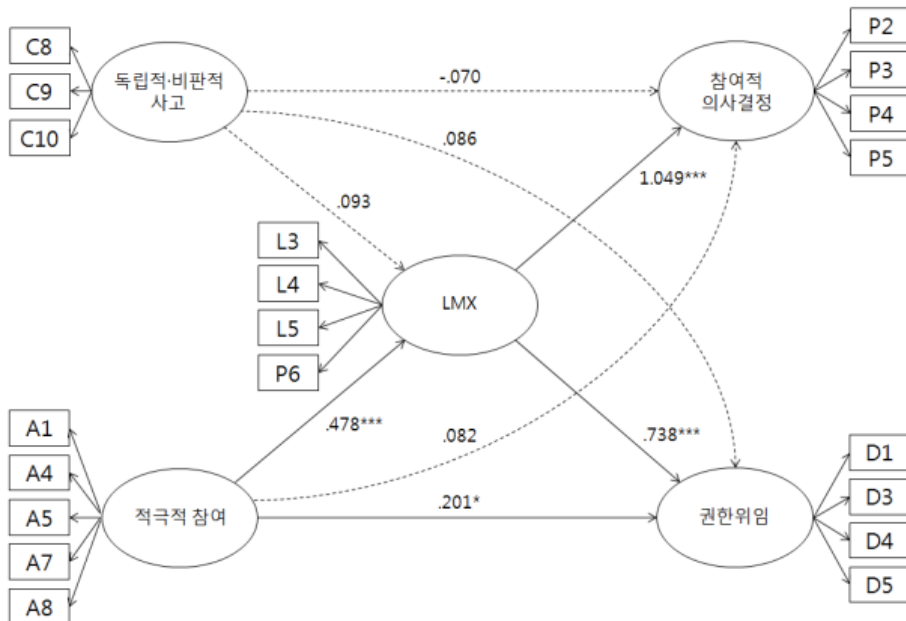 C8
C9
C10
독립적·비판적
사고
-.070
참여적
의사결정
P2
P3
P4
P5
.086
1.049***
.093
L3
L4
L5
P6
LMX
.478***
.082
.738***
A1
A4
A5
A7
A8
적극적 참여
.201*
권한위임
D1
D3
D4
D5